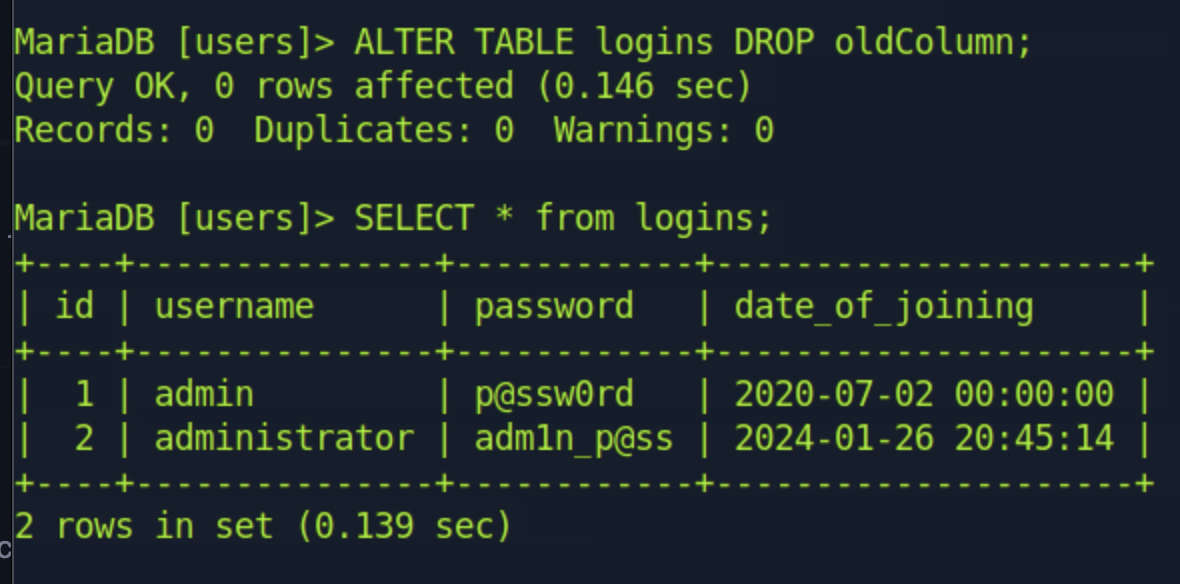 MariaDB [users]> ALTER TABLE logins DROP oldColumn;
Query OK, 0 rows affected (0.146 sec)
Records: 0  Duplicates: 0  Warnings: 0
MariaDB [users]> SELECT * from logins;
+----+---------------+------------+---------------------+
| id | username      | password   | date_of_joining     |
+----+---------------+------------+---------------------+
|  1 | admin         | p@ssw0rd   | 2020-07-02 00:00:00 |
|  2 | administrator | adm1n_p@ss | 2024-01-26 20:45:14 |
+----+---------------+------------+---------------------+
2 rows in set (0.139 sec)
c